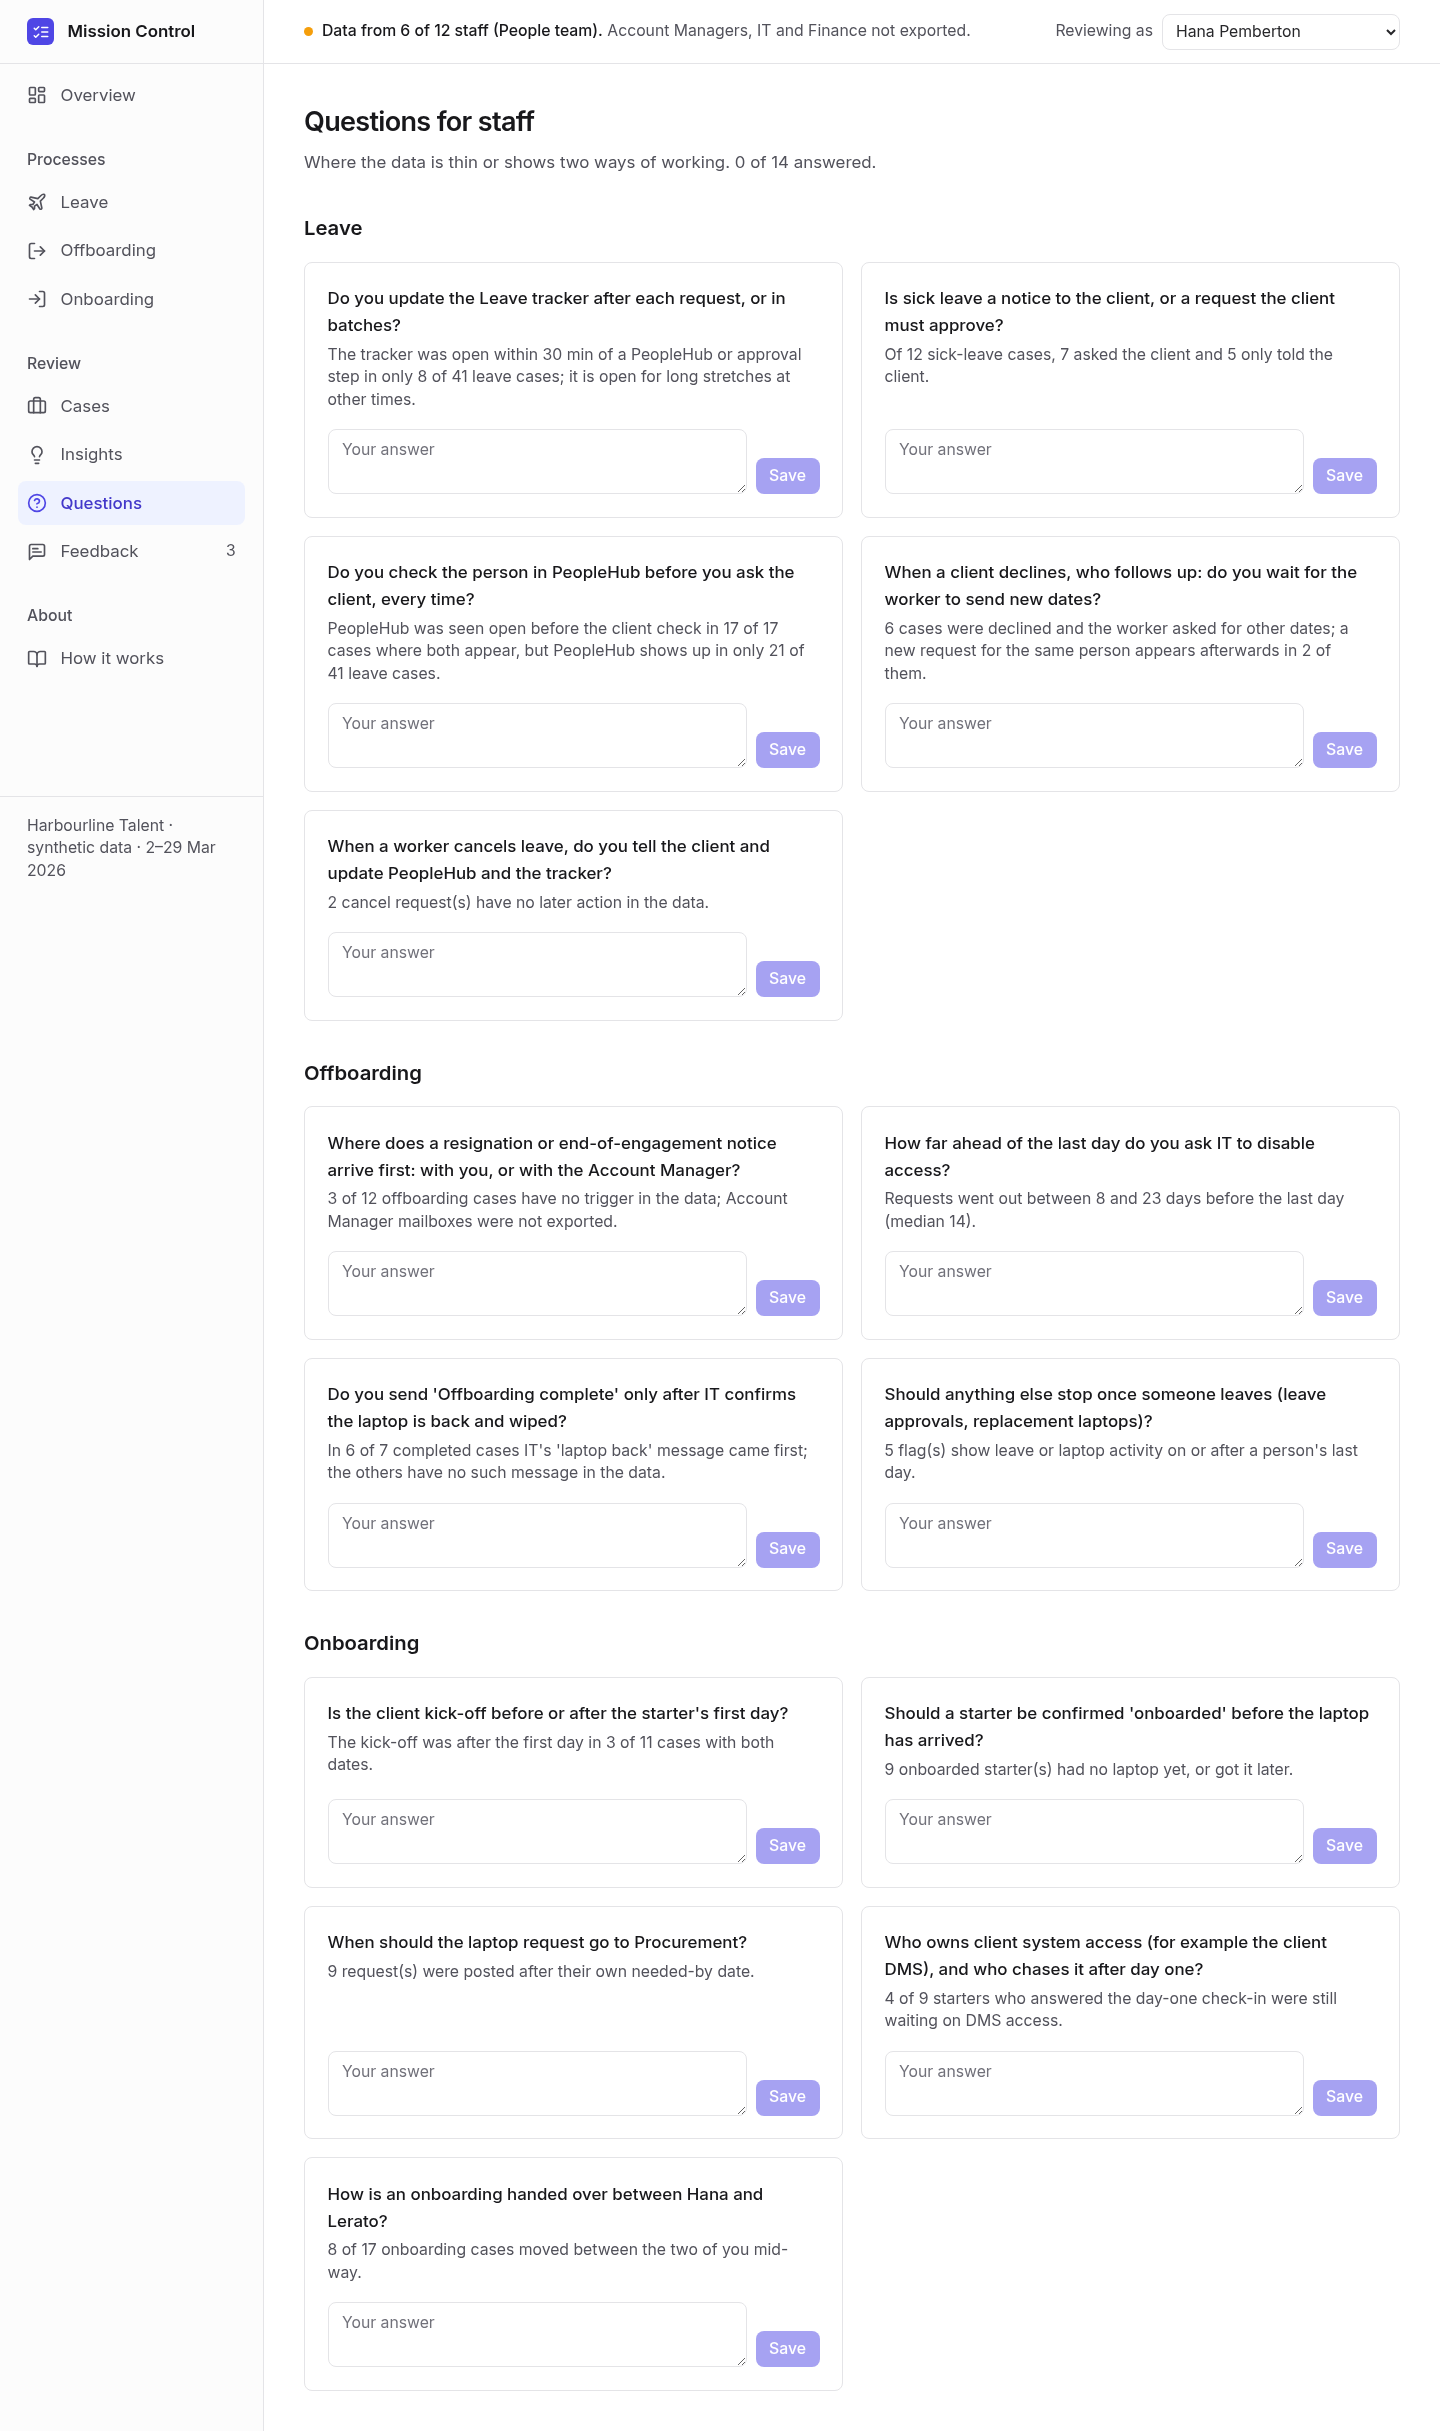 Mission Control
Data from 6 of 12 staff (People team). Account Managers, IT and Finance not exported.
Reviewing as
Hana Pemberton
Overview
Processes
Leave
Offboarding
Onboarding
Review
Cases
Insights
Questions
Feedback 3
About
How it works
Harbourline Talent ·
synthetic data · 2–29 Mar
2026
Questions for staff
Where the data is thin or shows two ways of working. 0 of 14 answered.
Leave
Do you update the Leave tracker after each request, or in
batches?
The tracker was open within 30 min of a PeopleHub or approval
step in only 8 of 41 leave cases; it is open for long stretches at
other times.
Your answer
Save
Is sick leave a notice to the client, or a request the client
must approve?
Of 12 sick-leave cases, 7 asked the client and 5 only told the
client.
Your answer
Save
Do you check the person in PeopleHub before you ask the
client, every time?
PeopleHub was seen open before the client check in 17 of 17
cases where both appear, but PeopleHub shows up in only 21 of
41 leave cases.
Your answer
Save
When a client declines, who follows up: do you wait for the
worker to send new dates?
6 cases were declined and the worker asked for other dates; a
new request for the same person appears afterwards in 2 of
them.
Your answer
Save
When a worker cancels leave, do you tell the client and
update PeopleHub and the tracker?
2 cancel request(s) have no later action in the data.
Your answer
Save
Offboarding
Where does a resignation or end-of-engagement notice
arrive first: with you, or with the Account Manager?
3 of 12 offboarding cases have no trigger in the data; Account
Manager mailboxes were not exported.
Your answer
Save
How far ahead of the last day do you ask IT to disable
access?
Requests went out between 8 and 23 days before the last day
(median 14).
Your answer
Save
Do you send 'Offboarding complete' only after IT confirms
the laptop is back and wiped?
In 6 of 7 completed cases IT's 'laptop back' message came first;
the others have no such message in the data.
Your answer
Save
Should anything else stop once someone leaves (leave
approvals, replacement laptops)?
5 flag(s) show leave or laptop activity on or after a person's last
day.
Your answer
Save
Onboarding
Is the client kick-off before or after the starter's first day?
The kick-off was after the first day in 3 of 11 cases with both
dates.
Your answer
Save
Should a starter be confirmed 'onboarded' before the laptop
has arrived?
9 onboarded starter(s) had no laptop yet, or got it later.
Your answer
Save
When should the laptop request go to Procurement?
9 request(s) were posted after their own needed-by date.
Your answer
Save
Who owns client system access (for example the client
DMS), and who chases it after day one?
4 of 9 starters who answered the day-one check-in were still
waiting on DMS access.
Your answer
Save
How is an onboarding handed over between Hana and
Lerato?
8 of 17 onboarding cases moved between the two of you mid-
way.
Your answer
Save